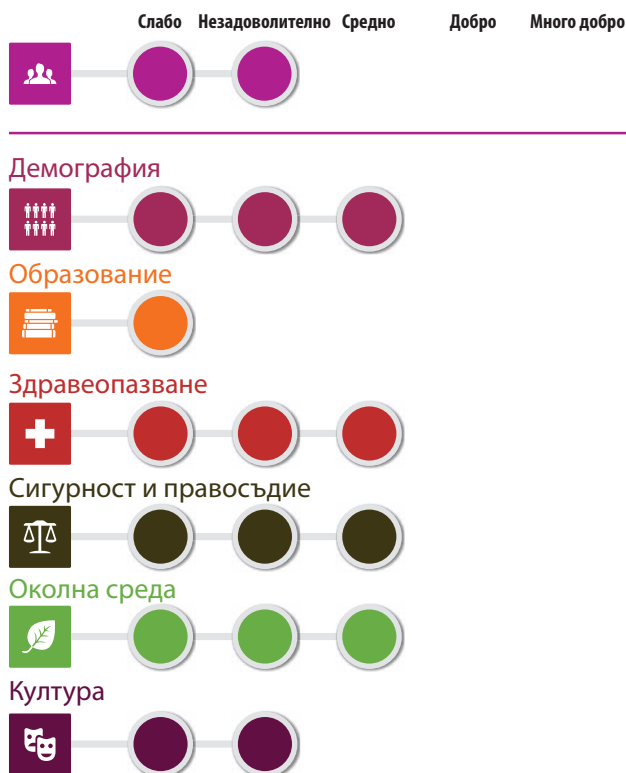 Слабо Незадоволително Средно Добро Много добро
Демография
Образование
Здравеопазване
Сигурност и правосъдие
Околна среда
Култура